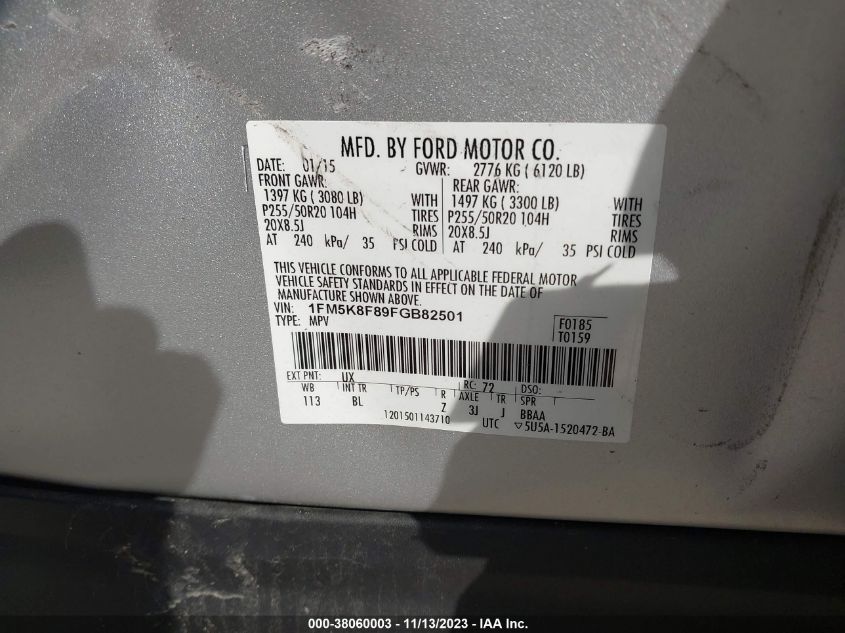 MFD. BY FORD MOTOR CO.
DATE: 01/15 GVWR: 2776 KG ( 6120 LB)
FRONT GAWR: REAR GAWR:
1397 KG ( 3080 LB) WITH 1497 KG ( 3300 LB) WITH
P255/50R20 104H TIRES P255/50R20 104H TIRES
20X8.5J RIMS 20X8.5J RIMS
AT 240 kPa/ 35 PSI COLD AT 240 kPa/ 35 PSI COLD
THIS VEHICLE CONFORMS TO ALL APPLICABLE FEDERAL MOTOR
VEHICLE SAFETY STANDARDS IN EFFECT ON THE DATE OF
MANUFACTURE SHOWN ABOVE.
VIN: 1FM5K8F89FGB82501 F0185
TYPE: MPV T0159
EXT PNT: UX RC: 72 DSO:
WB INT TR TP/PS R AXLE TR SPR
113 BL Z 3J J BBAA
1201501143710 UTC ▽5U5A-1520472-BA
000-38060003 - 11/13/2023 - IAA Inc.